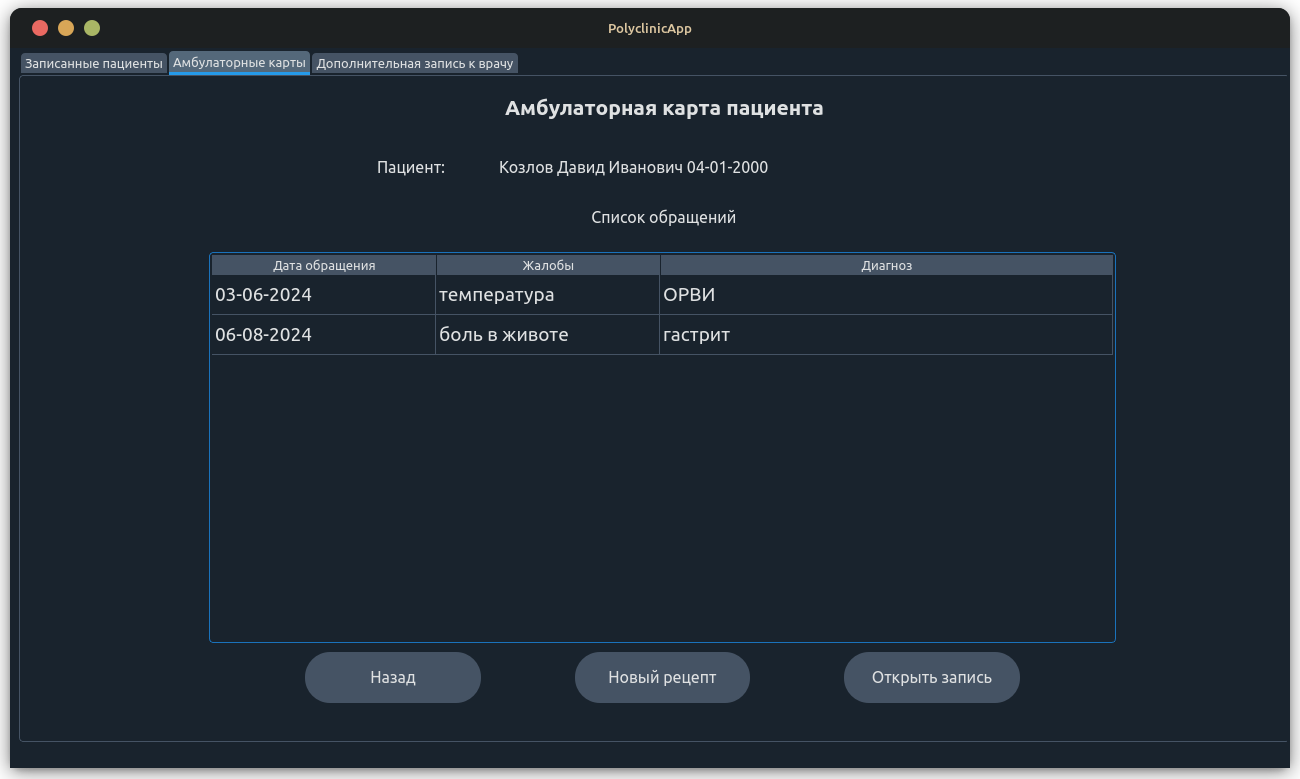 PolyclinicApp
Записанные пациенты Амбулаторные карты Дополнительная запись к врачу
Амбулаторная карта пациента
Пациент: Козлов Давид Иванович 04-01-2000
Список обращений
Дата обращения Жалобы Диагноз
03-06-2024 температура ОРВИ
06-08-2024 боль в животе гастрит
Назад Новый рецепт Открыть запись